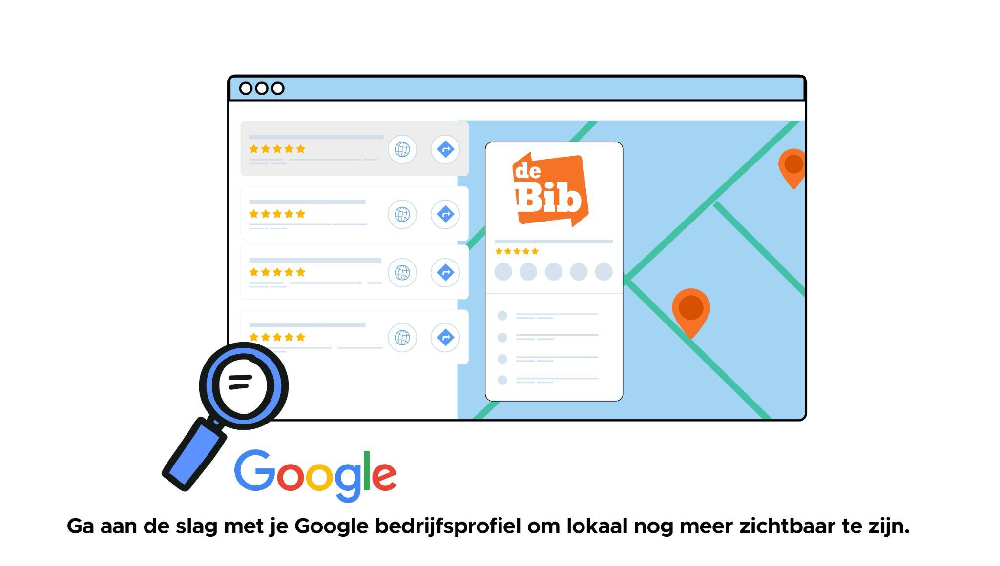 de
Bib
Google
Ga aan de slag met je Google bedrijfsprofiel om lokaal nog meer zichtbaar te zijn.